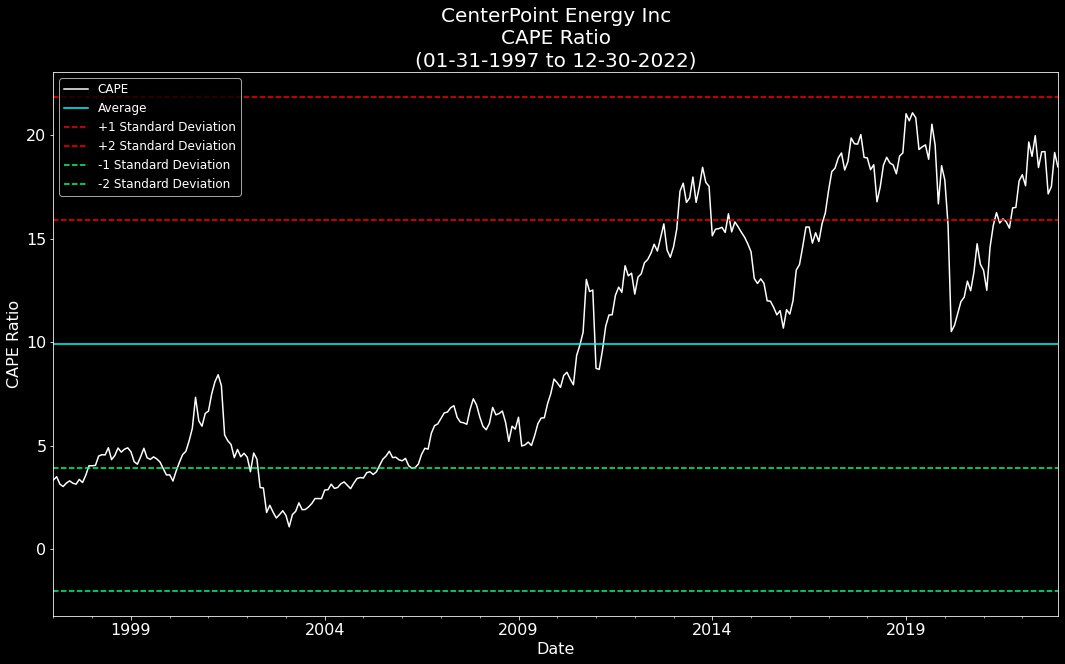 CenterPoint Energy Inc
CAPE Ratio
(01-31-1997 to 12-30-2022)
CAPE
Average
+1 Standard Deviation
+2 Standard Deviation
-1 Standard Deviation
-2 Standard Deviation
20
15
10
5
0
CAPE Ratio
1999 2004 2009 2014 2019
Date